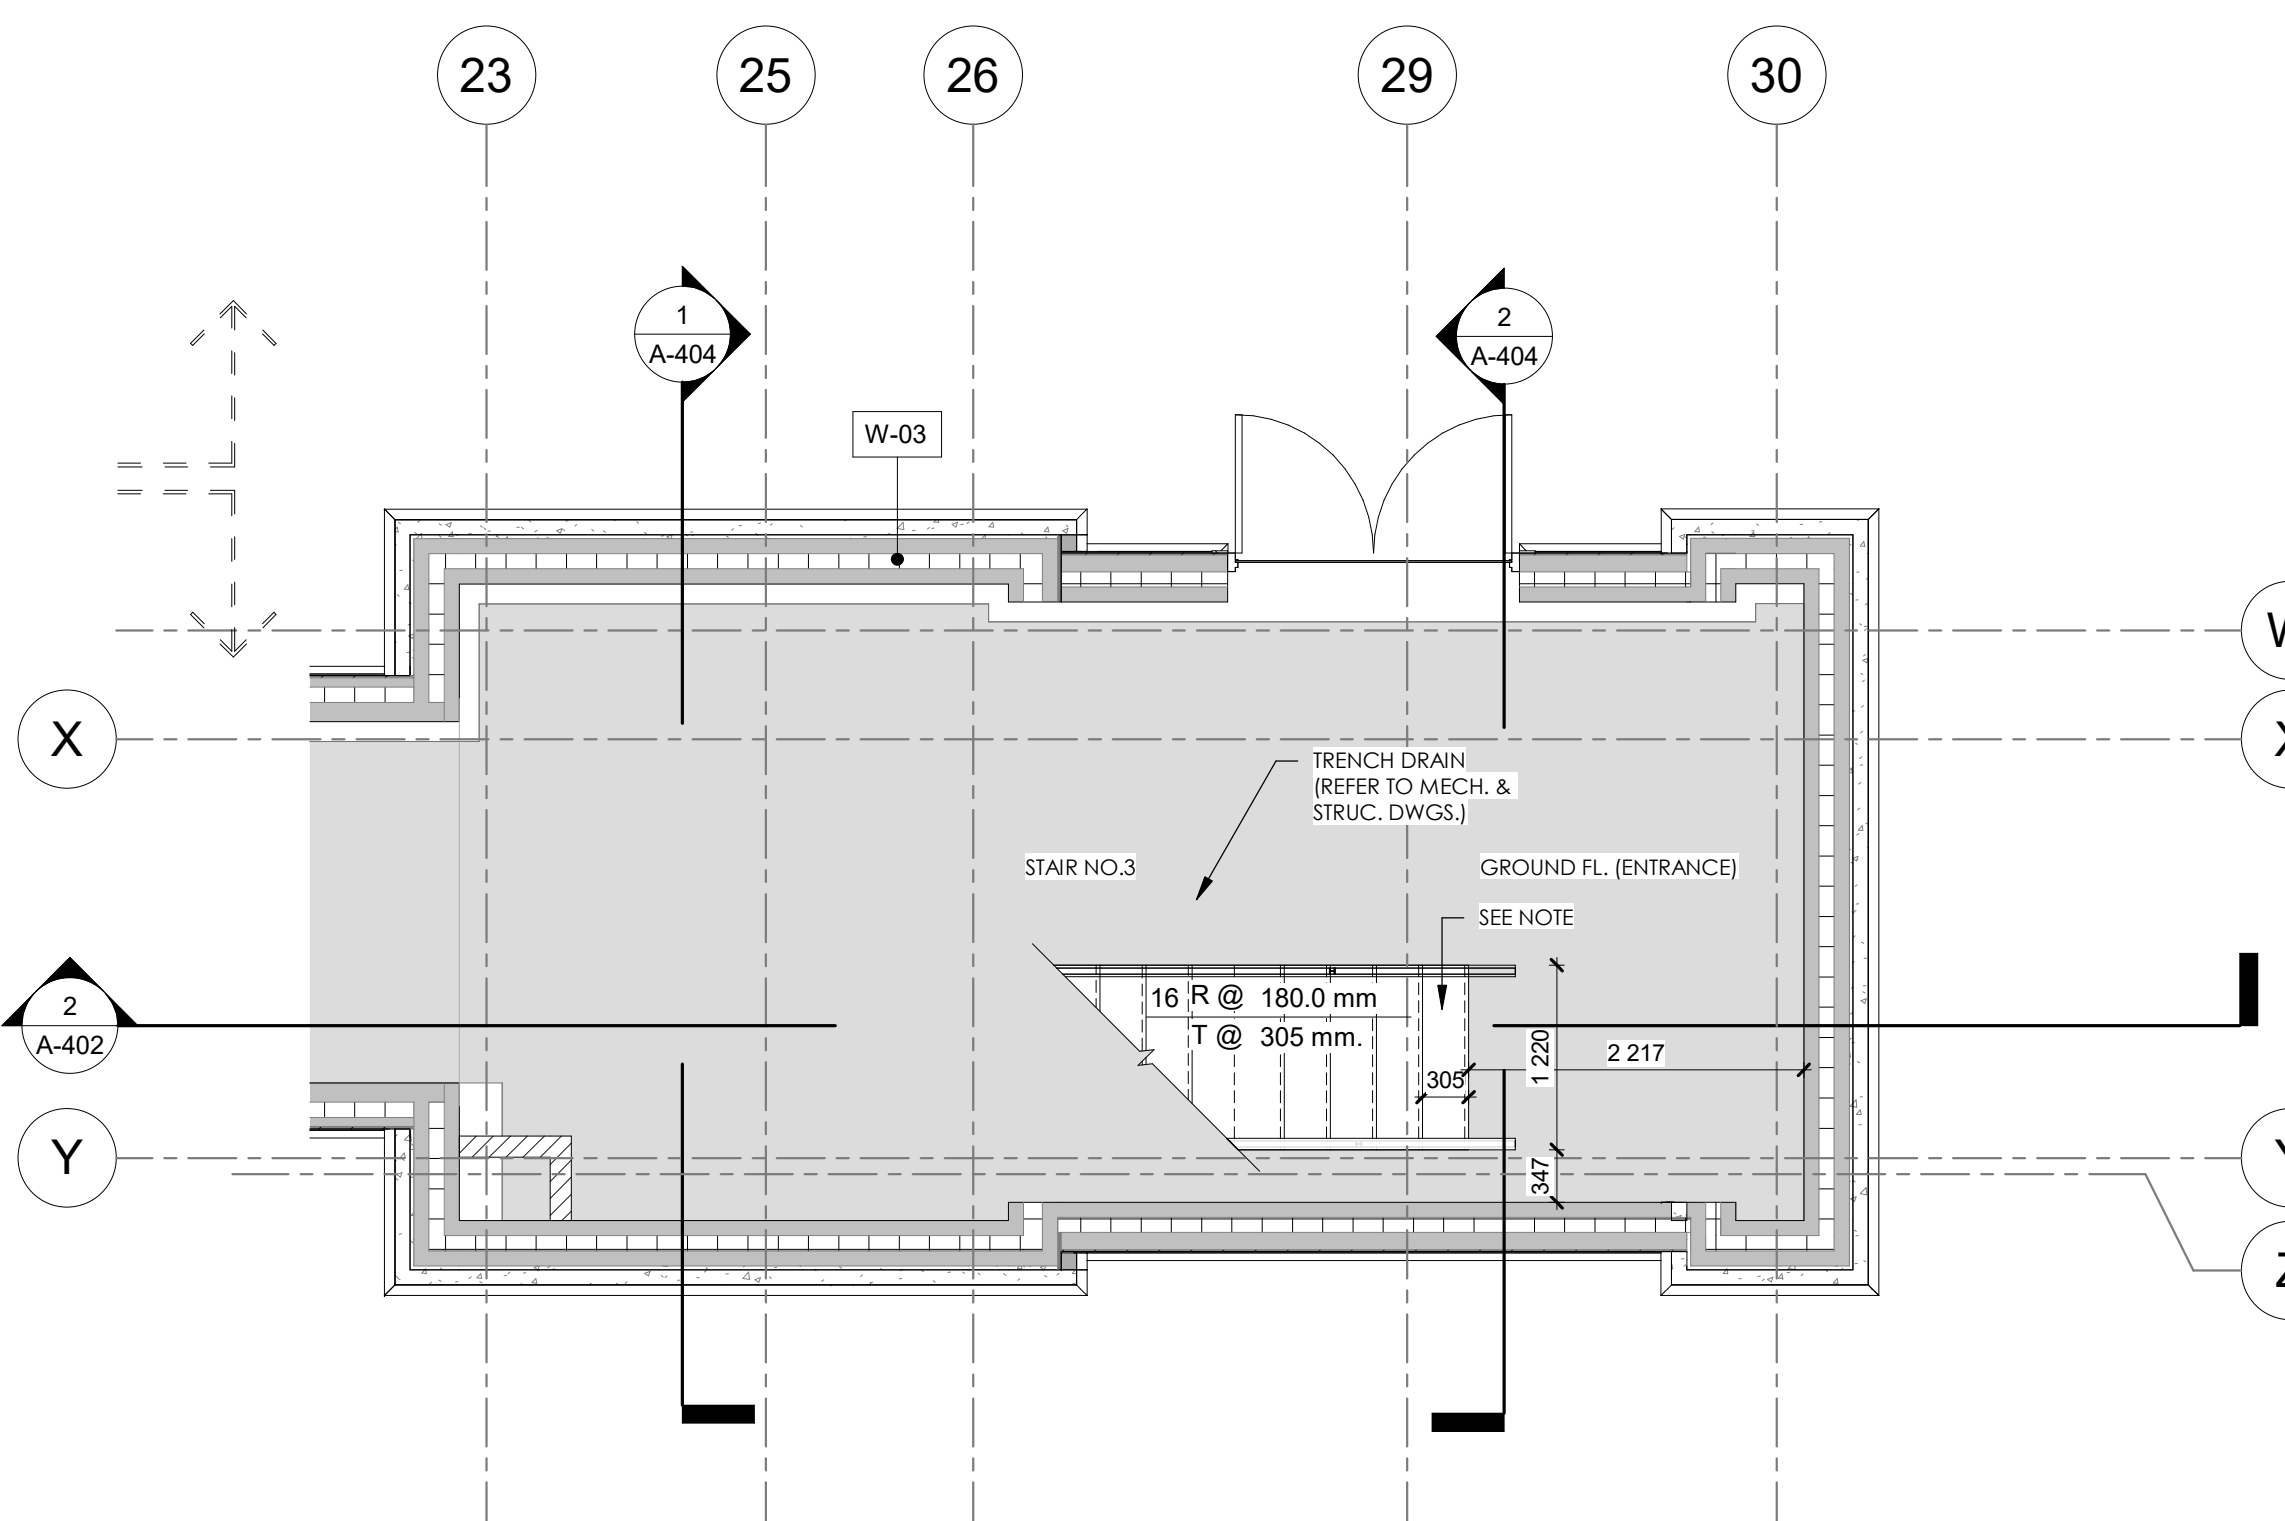 23
25
26
29
30
1
A-404
2
A-404
W-03
W
X
X
TRENCH DRAIN
(REFER TO MECH. &
STRUC. DWGS.)
STAIR NO.3
GROUND FL. (ENTRANCE)
SEE NOTE
16 R @ 180.0 mm
T @ 305 mm.
2
A-402
1 220
2 217
305
347
Y
Y
Z